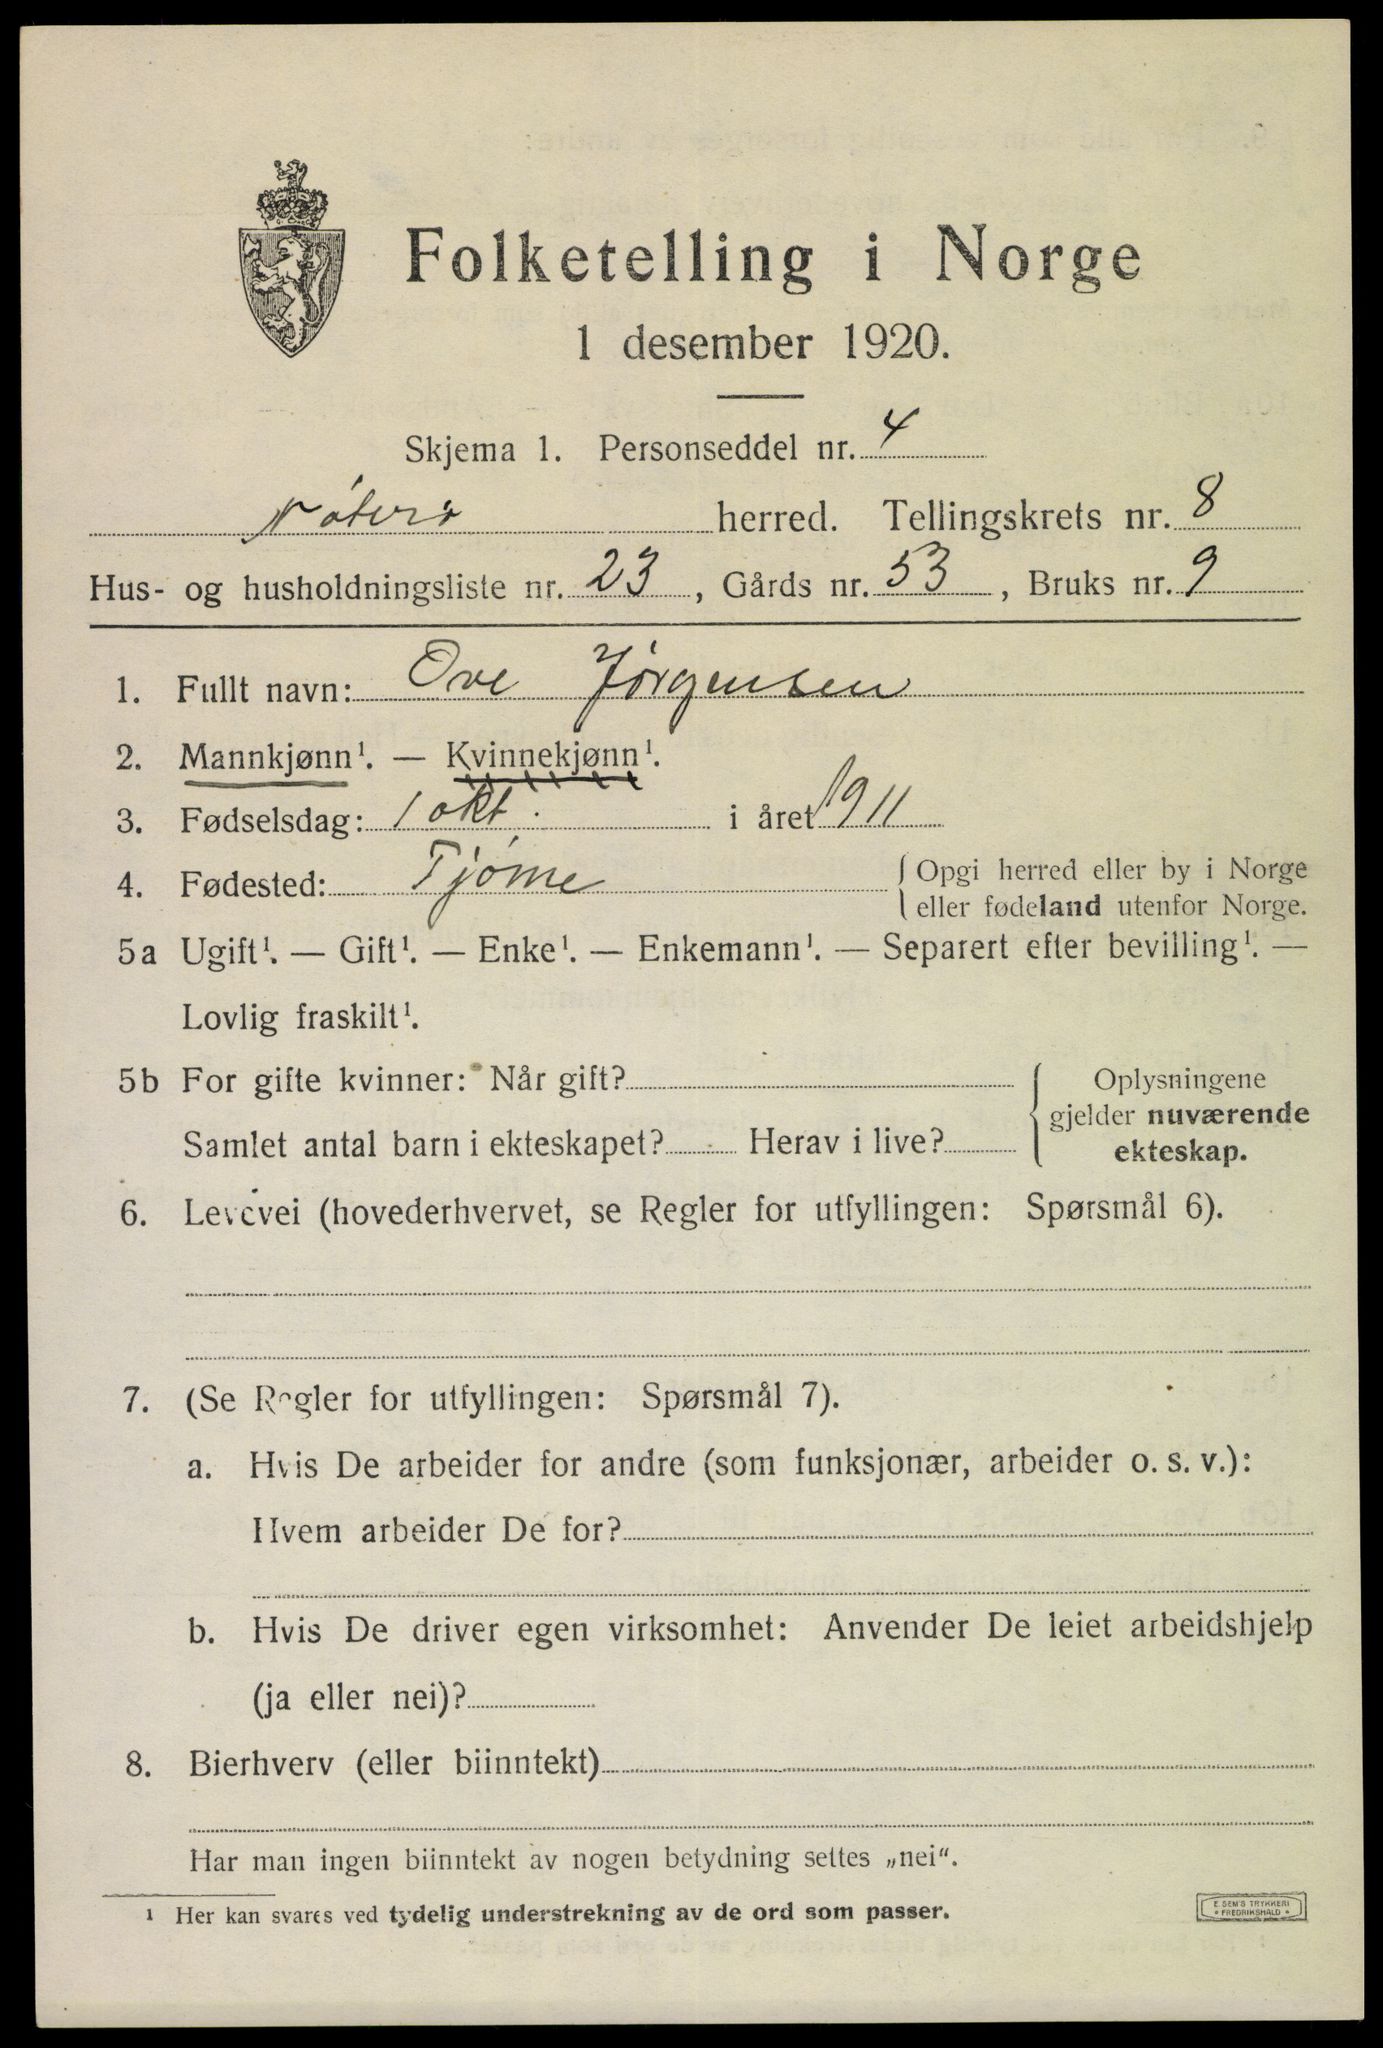 Folketelling i Norge
1 desember 1920.
Skjema 1. Personseddel nr. 4
Nøterø herred. Tellingskrets nr. 8
Hus- og husholdningsliste nr. 23, Gårds nr. 53, Bruks nr. 9
1. Fullt navn: Ove Jørgensen
2. Mannkjønn¹. — Kvinnekjønn¹.
3. Fødselsdag: 1 okt. i året 1911
4. Fødested: Tjøme { Opgi herred eller by i Norge
eller fødeland utenfor Norge.
5a Ugift¹. — Gift¹. — Enke¹. — Enkemann¹. — Separert efter bevilling¹. —
Lovlig fraskilt¹.
5b For gifte kvinner: Når gift?
Samlet antal barn i ekteskapet? Herav i live?
{ Oplysningene
gjelder nuværende
ekteskap.
6. Levevei (hovederhvervet, se Regler for utfyllingen: Spørsmål 6).
7. (Se Regler for utfyllingen: Spørsmål 7).
a. Hvis De arbeider for andre (som funksjonær, arbeider o. s. v.):
Hvem arbeider De for?
b. Hvis De driver egen virksomhet: Anvender De leiet arbeidshjelp
(ja eller nei)?
8. Bierhverv (eller biinntekt)
Har man ingen biinntekt av nogen betydning settes „nei“.
¹ Her kan svares ved tydelig understrekning av de ord som passer.
E. SEM'S TRYKKERI
• FREDRIKSHALD •